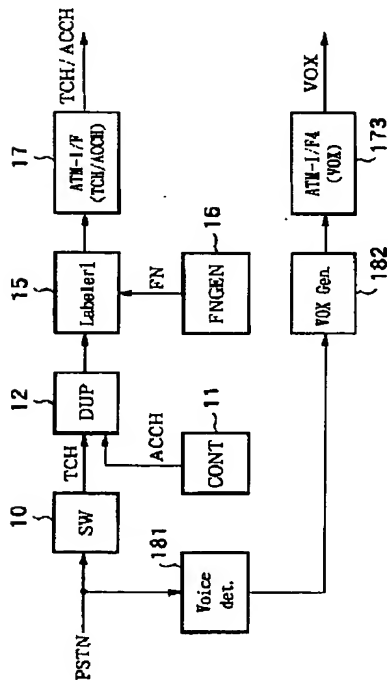 PSTN
10
SW
TCH
12
DUP
15
Labeler1
17
ATM-I/F
(TCH/ACCH)
TCH/ACCH
ACCH
11
CONT
FN
16
FNGEN
181
Voice
det.
182
VOX Gen.
173
ATM-I/F4
(VOX)
VOX